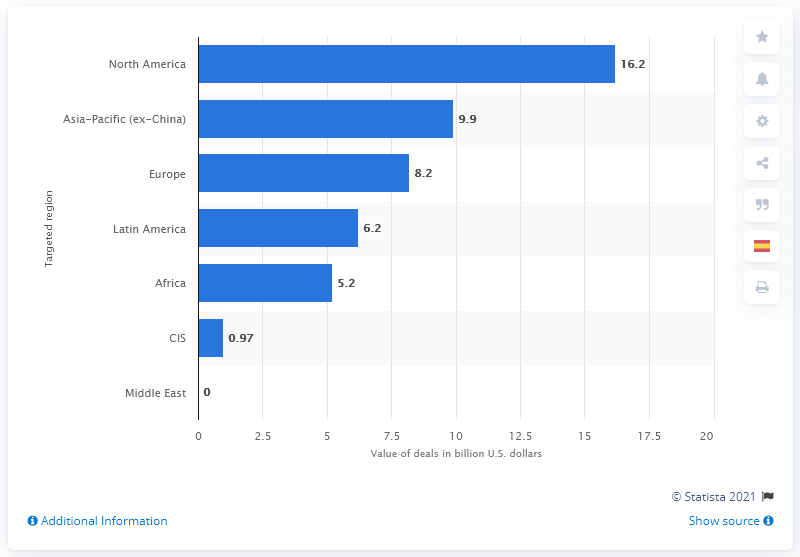 Targeted region
North America 16.2
Asia-Pacific (ex-China) 9.9
Europe 8.2
Latin America 6.2
Africa 5.2
CIS 0.97
Middle East 0
0 2.5 5 7.5 10 12.5 15 17.5 20
Value of deals in billion U.S. dollars
© Statista 2021
Additional Information
Show source